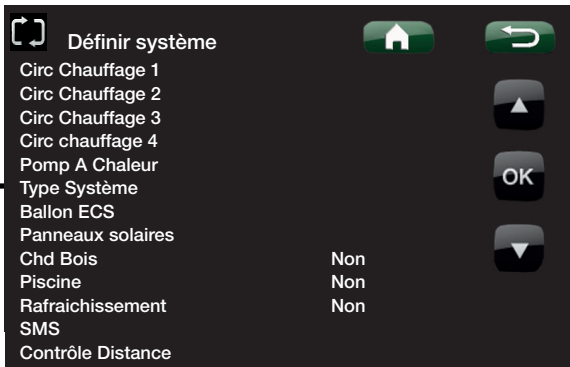 Définir système
Circ Chauffage 1
Circ Chauffage 2
Circ Chauffage 3
Circ chauffage 4
Pomp A Chaleur
Type Système
Ballon ECS
Panneaux solaires
Chd Bois Non
Piscine Non
Rafraichissement Non
SMS
Contrôle Distance
OK